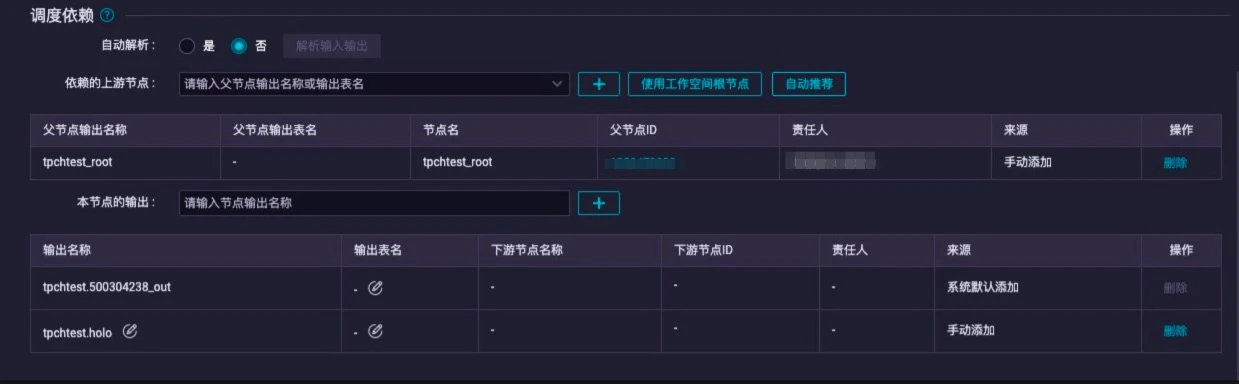 调度依赖 ?
自动解析： 是 否 解析输入输出
依赖的上游节点： 请输入父节点输出名称或输出表名 + 使用工作空间根节点 自动推荐
父节点输出名称 父节点输出表名 节点名 父节点ID 责任人 来源 操作
tpchtest_root - tpchtest_root 手动添加 删除
本节点的输出： 请输入节点输出名称 +
输出名称 输出表名 下游节点名称 下游节点ID 责任人 来源 操作
tpchtest.500304238_out - - - - 系统默认添加 删除
tpchtest.holo - - - - 手动添加 删除